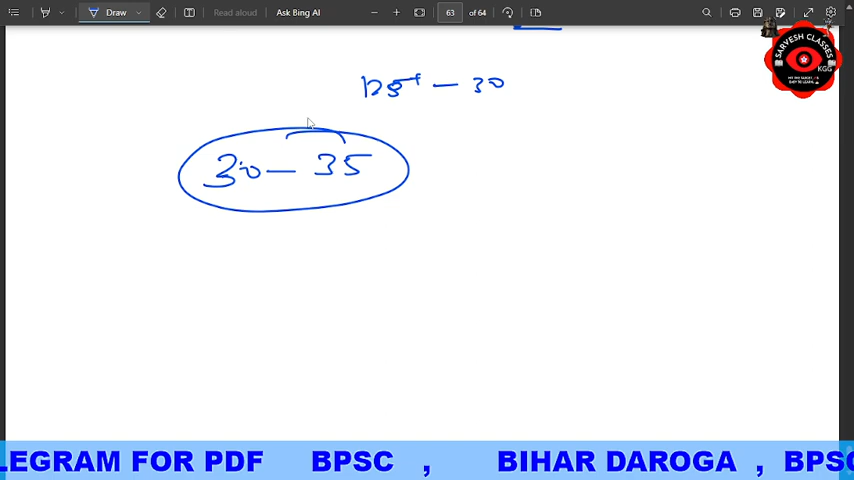 Draw
Read aloud
Ask Bing AI
63 of 64
SARVESH CLASSES
KGG
— 30
30 — 35
LEGRAM FOR PDF BPSC , BIHAR DAROGA , BPSC